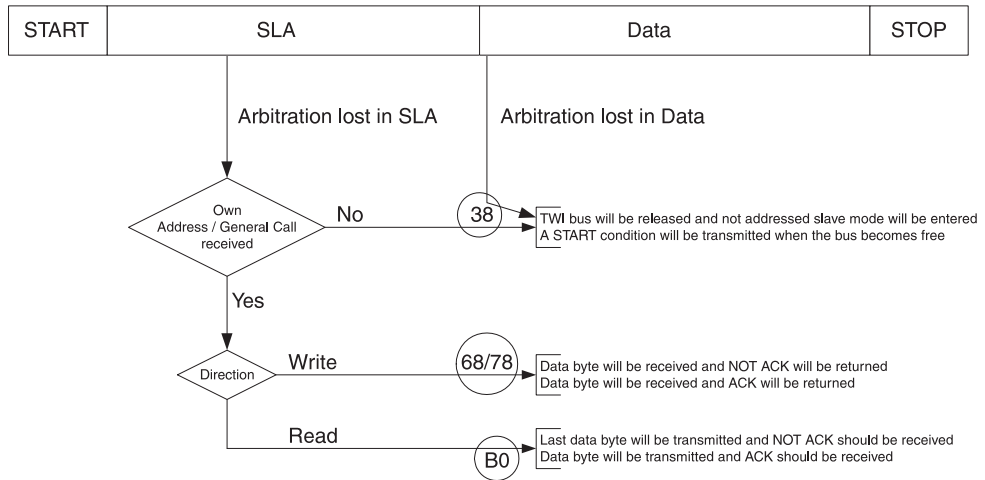 START SLA Data STOP
Arbitration lost in SLA Arbitration lost in Data
Own
Address / General Call
received
No
38
TWI bus will be released and not addressed slave mode will be entered
A START condition will be transmitted when the bus becomes free
Yes
Direction
Write
68/78
Data byte will be received and NOT ACK will be returned
Data byte will be received and ACK will be returned
Read
B0
Last data byte will be transmitted and NOT ACK should be received
Data byte will be transmitted and ACK should be received